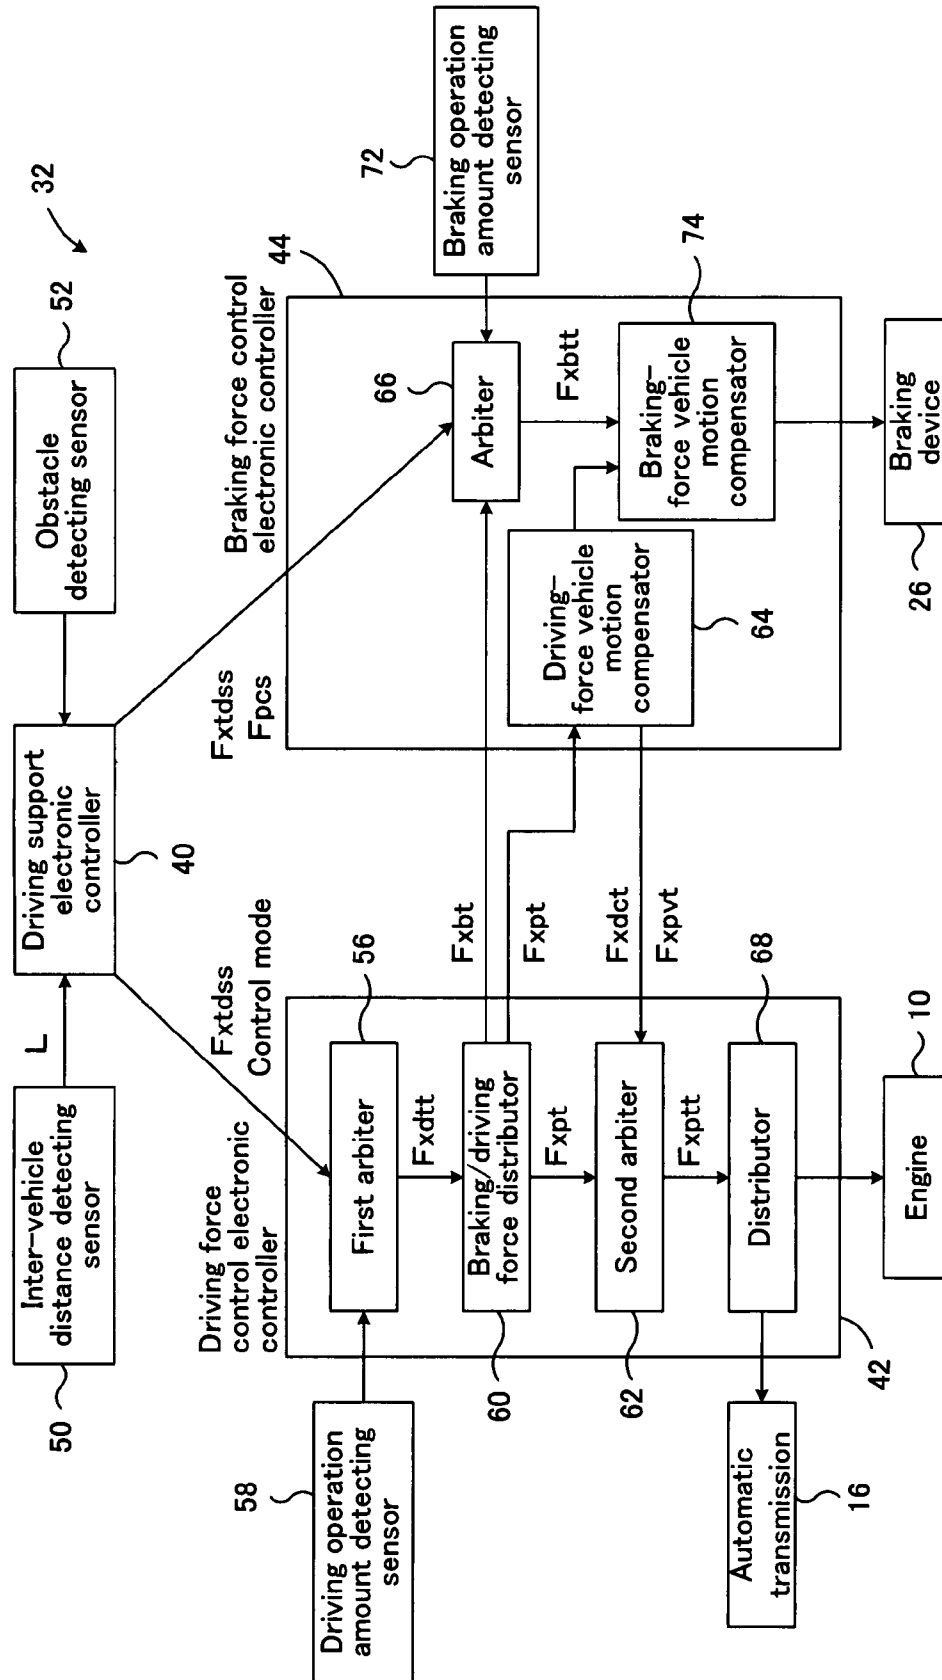 32
Inter-vehicle
distance detecting
sensor
50
L
Driving support
electronic
controller
40
Obstacle
detecting sensor
52
Fxtdss
Control mode
Fxtdss
Fpcs
Driving force
control electronic
controller
Braking force control
electronic controller
44
58
Driving operation
amount detecting
sensor
First arbiter
56
Fxdtt
Braking/driving
force distributor
60
Fxbt
Fxpt
Fxpt
Second arbiter
62
Fxdct
Fxpvt
Fxptt
Distributor
68
42
Arbiter
66
72
Braking operation
amount detecting
sensor
Fxbtt
Driving-
force vehicle
motion
compensator
64
Braking-
force vehicle
motion
compensator
74
Automatic
transmission
16
Engine
10
Braking
device
26